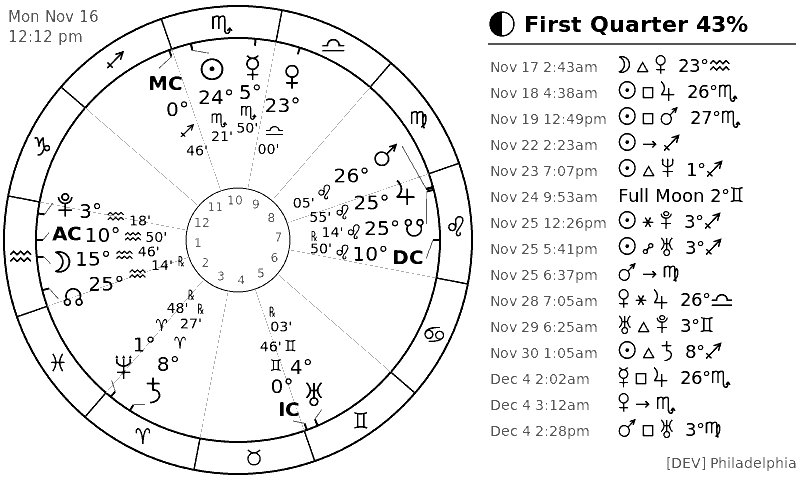 Mon Nov 16
12:12 pm
First Quarter 43%
Nov 17 2:43am ☽ △ ♀ 23°♒
Nov 18 4:38am ☉ □ ♃ 26°♏
Nov 19 12:49pm ☉ □ ♂ 27°♏
Nov 22 2:23am ☉ → ♐
Nov 23 7:07pm ☉ △ ♆ 1°♐
Nov 24 9:53am Full Moon 2°♊
Nov 25 12:26pm ☉ ⚹ ♇ 3°♐
Nov 25 5:41pm ☉ ☍ ♅ 3°♐
Nov 25 6:37pm ♂ → ♍
Nov 28 7:05am ♀ ⚹ ♃ 26°♎
Nov 29 6:25am ♅ △ ♇ 3°♊
Nov 30 1:05am ☉ △ ♄ 8°♐
Dec 4 2:02am ☿ □ ♃ 26°♏
Dec 4 3:12am ♀ → ♏
Dec 4 2:28pm ♂ □ ♅ 3°♍
[DEV] Philadelphia
♏
♎
♍
♌
♋
♊
♉
♈
♓
♒
♑
♐
MC 0° ♐ 46'
☉ 24° ♏ 21'
☿ 5° ♏ 50'
♀ 23° ♎ 00'
♂ 26° ♌ 05'
♃ 25° ♌ 55'
☋ 25° ♌ 14' ℞
DC 10° ♌ 50'
♅ 4° ♊ 03' ℞
IC 0° ♊ 46'
♄ 8° ♈ 27' ℞
♆ 1° ♈ 48' ℞
☊ 25° ♒ 14' ℞
☽ 15° ♒ 46'
AC 10° ♒ 50'
♇ 3° ♒ 18'
1
2
3
4
5
6
7
8
9
10
11
12